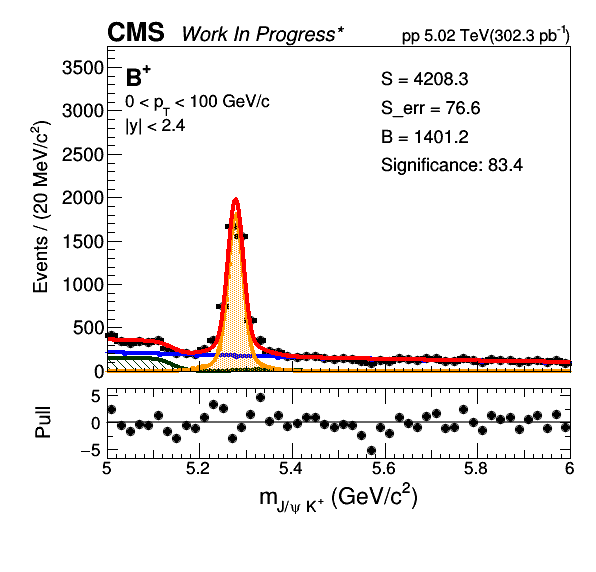 CMS Work In Progress* pp 5.02 TeV(302.3 pb⁻¹)
B⁺
0 < p_T < 100 GeV/c
|y| < 2.4
S = 4208.3
S_err = 76.6
B = 1401.2
Significance: 83.4
Events / (20 MeV/c²)
3500
3000
2500
2000
1500
1000
500
0
Pull
5
0
−5
5 5.2 5.4 5.6 5.8 6
m_{J/ψ K⁺} (GeV/c²)